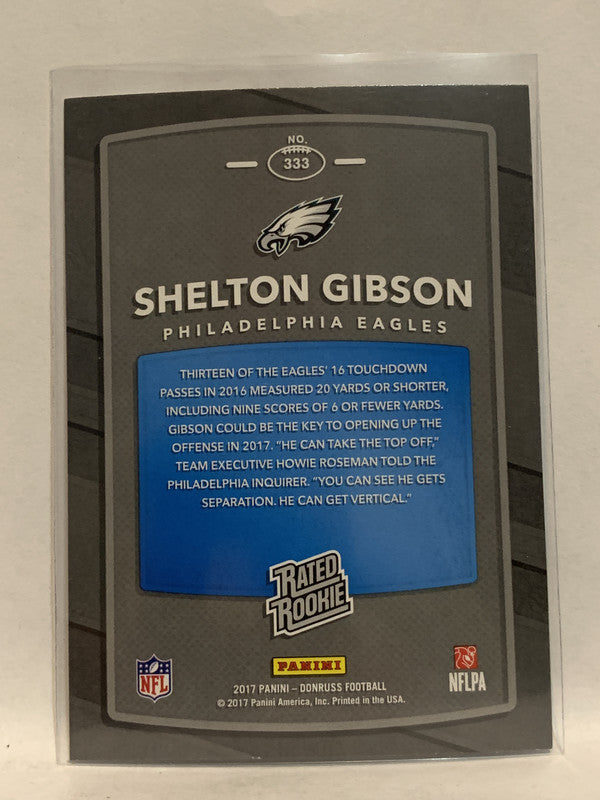 NO.
333
SHELTON GIBSON
PHILADELPHIA EAGLES
THIRTEEN OF THE EAGLES' 16 TOUCHDOWN
PASSES IN 2016 MEASURED 20 YARDS OR SHORTER,
INCLUDING NINE SCORES OF 6 OR FEWER YARDS.
GIBSON COULD BE THE KEY TO OPENING UP THE
OFFENSE IN 2017. "HE CAN TAKE THE TOP OFF,"
TEAM EXECUTIVE HOWIE ROSEMAN TOLD THE
PHILADELPHIA INQUIRER. "YOU CAN SEE HE GETS
SEPARATION. HE CAN GET VERTICAL."
RATED
ROOKIE
PANINI
NFL
NFLPA
2017 PANINI – DONRUSS FOOTBALL
© 2017 Panini America, Inc. Printed in the USA.